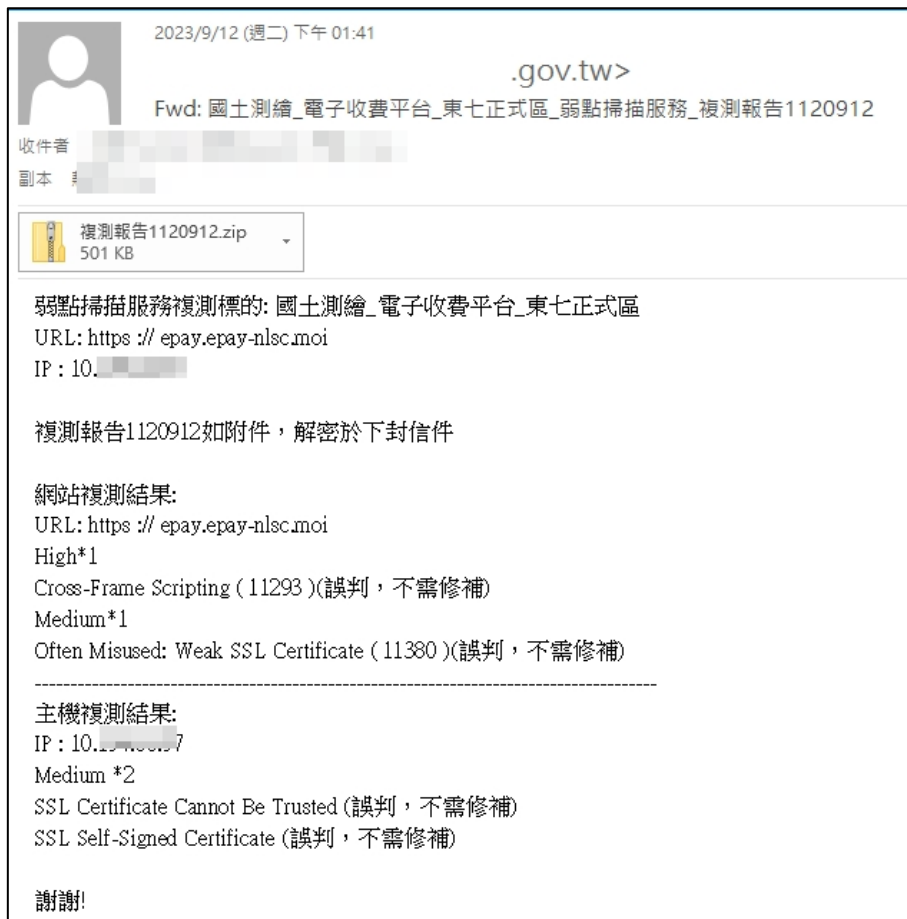 2023/9/12 (週二) 下午 01:41
.gov.tw>
Fwd: 國土測繪_電子收費平台_東七正式區_弱點掃描服務_複測報告1120912
收件者
副本
複測報告1120912.zip
501 KB
弱點掃描服務複測標的: 國土測繪_電子收費平台_東七正式區
URL: https :// epay.epay-nlsc.moi
IP : 10.
複測報告1120912如附件，解密於下封信件
網站複測結果:
URL: https :// epay.epay-nlsc.moi
High*1
Cross-Frame Scripting ( 11293 )(誤判，不需修補)
Medium*1
Often Misused: Weak SSL Certificate ( 11380 )(誤判，不需修補)
--------------------------------------------------------------------------------------
主機複測結果:
IP : 10.
Medium *2
SSL Certificate Cannot Be Trusted (誤判，不需修補)
SSL Self-Signed Certificate (誤判，不需修補)
謝謝!